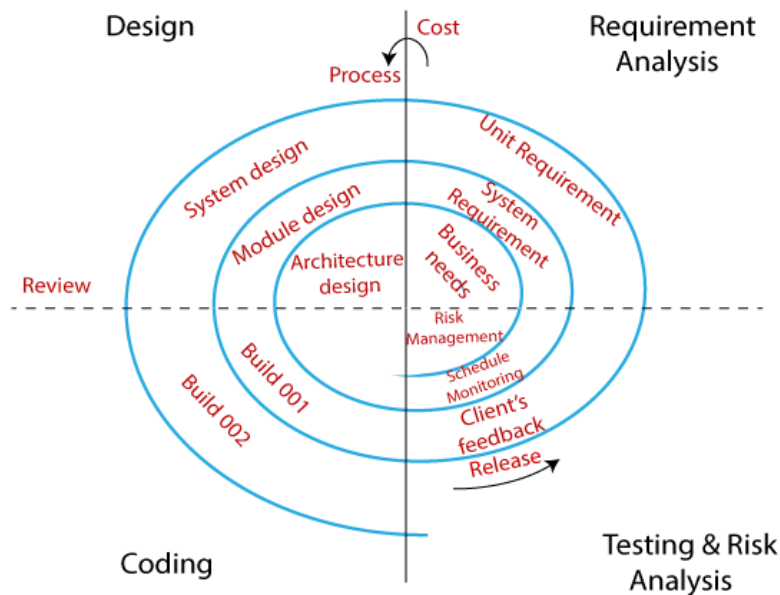 Design
Cost
Requirement
Analysis
Process
Unit Requirement
System design
System
Requirement
Module design
Business
needs
Architecture
design
Review
Risk
Management
Schedule
Monitoring
Build 001
Build 002
Client's
feedback
Release
Coding
Testing & Risk
Analysis